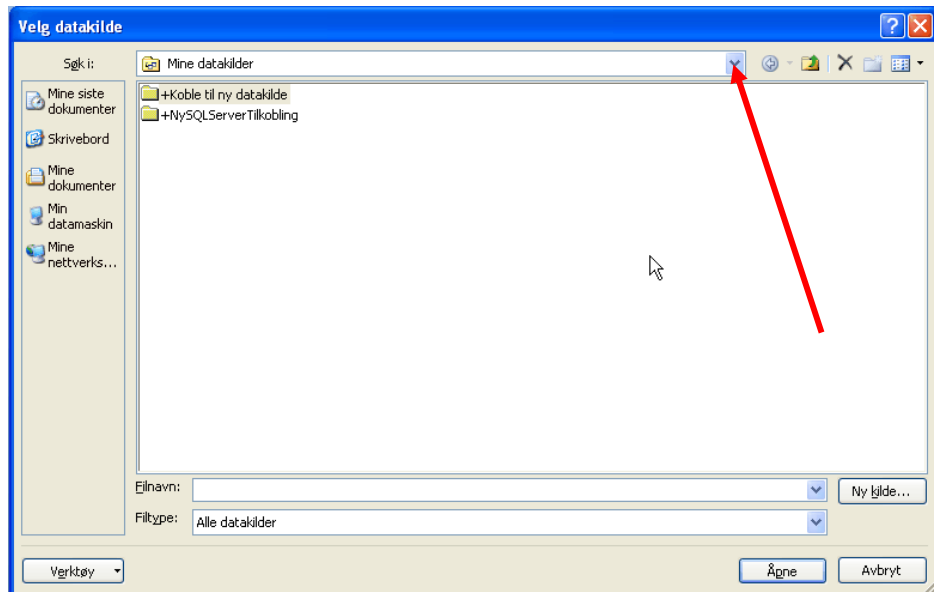 Velg datakilde
Søk i:
Mine datakilder
Mine siste
dokumenter
Skrivebord
Mine
dokumenter
Min
datamaskin
Mine
nettverks...
+Koble til ny datakilde
+NySQLServerTilkobling
Filnavn:
Ny kilde...
Filtype:
Alle datakilder
Verktøy
Åpne
Avbryt